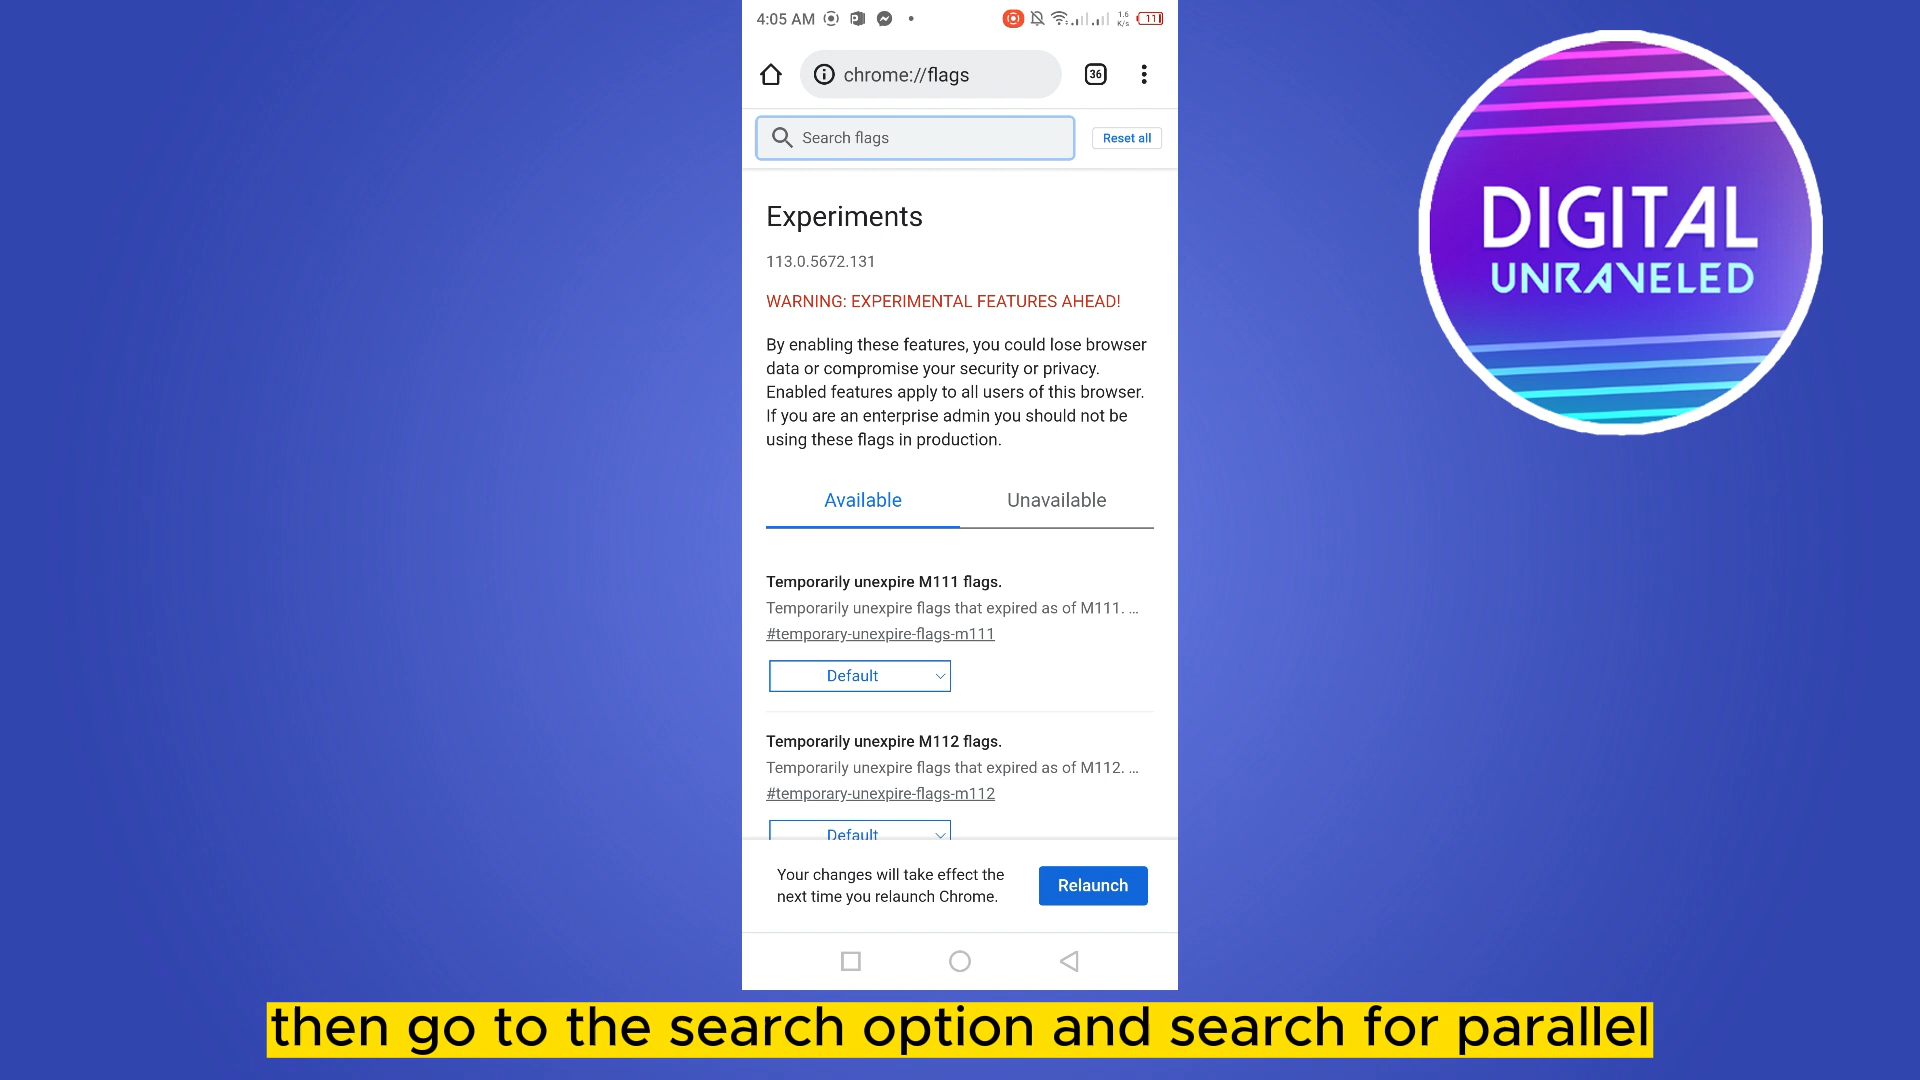 4:05 AM
1.6
K/s
11
chrome://flags
36
Search flags
Reset all
Experiments
113.0.5672.131
WARNING: EXPERIMENTAL FEATURES AHEAD!
By enabling these features, you could lose browser
data or compromise your security or privacy.
Enabled features apply to all users of this browser.
If you are an enterprise admin you should not be
using these flags in production.
Available
Unavailable
Temporarily unexpire M111 flags.
Temporarily unexpire flags that expired as of M111. ...
#temporary-unexpire-flags-m111
Default
Temporarily unexpire M112 flags.
Temporarily unexpire flags that expired as of M112. ...
#temporary-unexpire-flags-m112
Default
Your changes will take effect the
next time you relaunch Chrome.
Relaunch
DIGITAL
UNRAVELED
then go to the search option and search for parallel